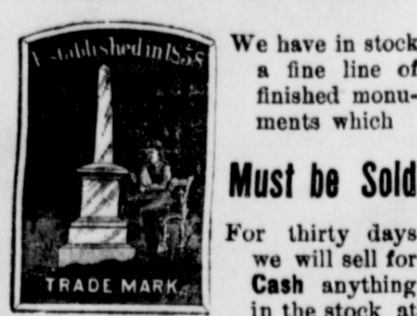 Established in 1858
TRADE MARK
We have in stock
a fine line of
finished monu-
ments which
Must be Sold
For thirty days
we will sell for
Cash anything
in the stock at